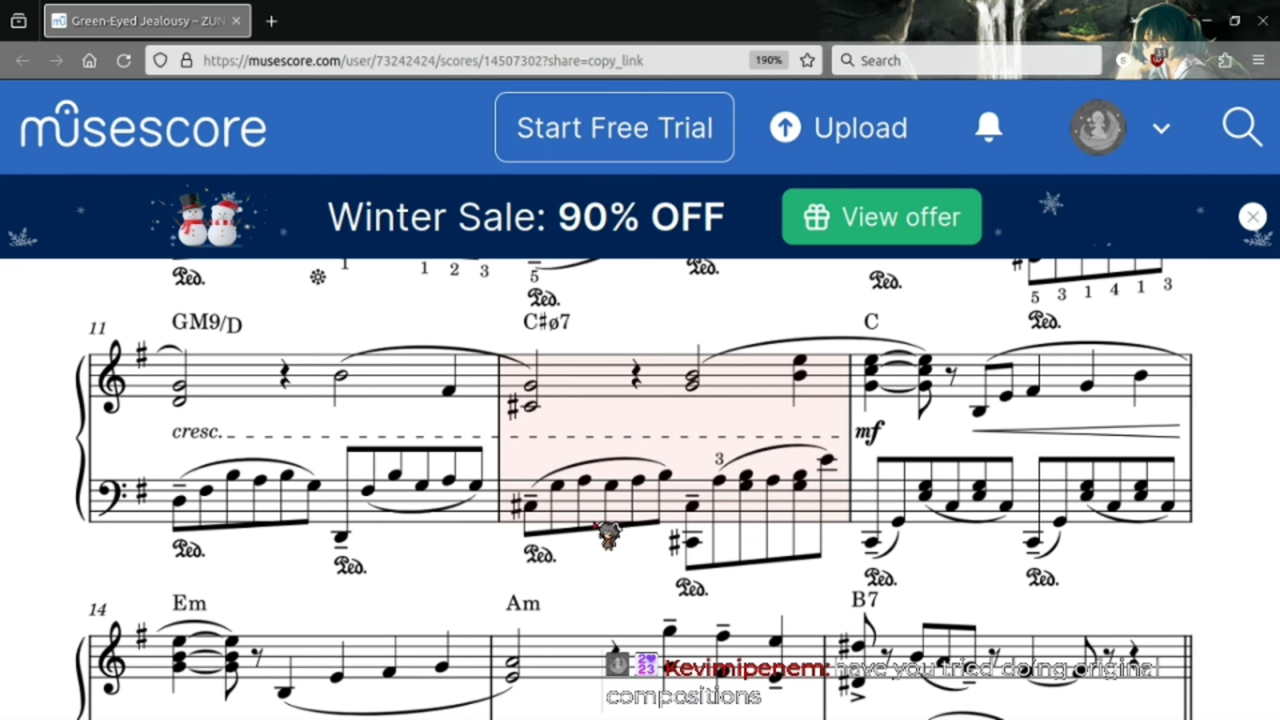 Green-Eyed Jealousy – ZUN
https://musescore.com/user/73242424/scores/14507302?share=copy_link
190%
Search
musescore
Start Free Trial
Upload
Winter Sale: 90% OFF
View offer
1 1 2 3 5
Ped. Ped. Ped. Ped.
5 3 1 4 1 3
Ped.
11 GM9/D C#ø7 C
cresc. mf
3
Ped. Ped. Ped. Ped. Ped. Ped.
14 Em Am B7
Kevimipenem: have you tried doing original
compositions